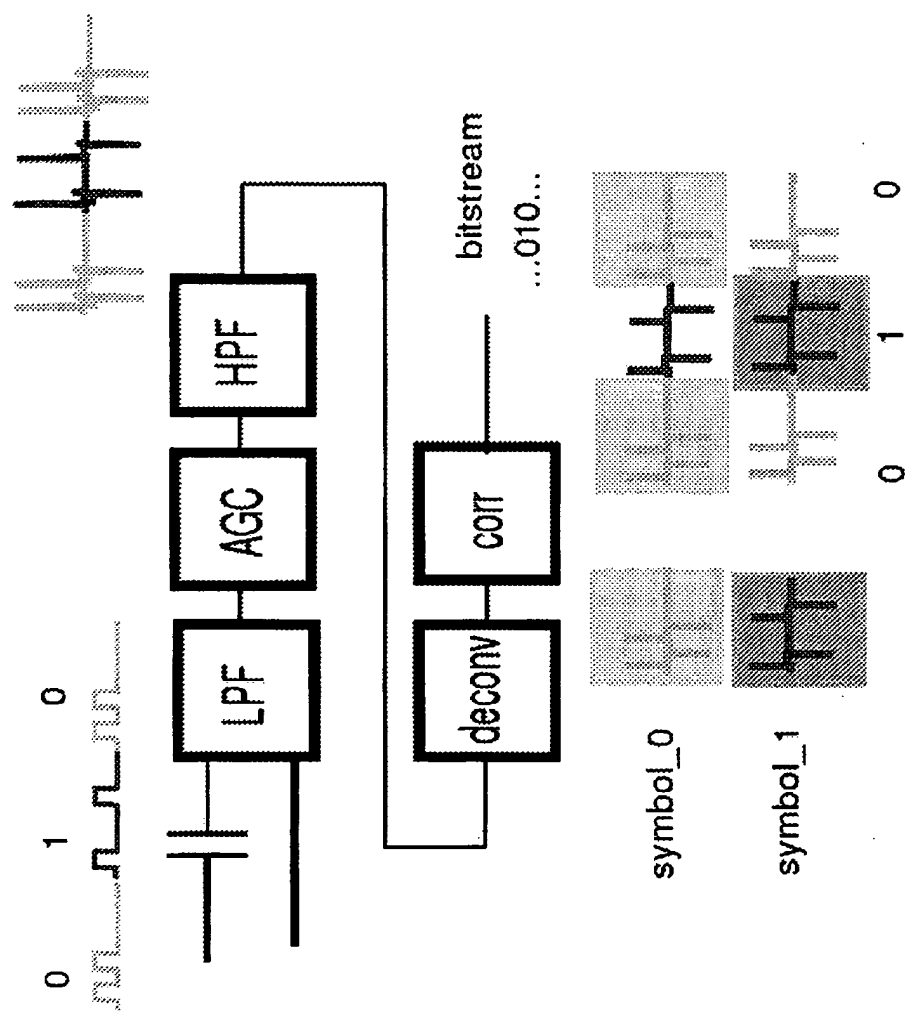 0 1 0
LPF
AGC
HPF
deconv
corr
bitstream
...010...
symbol_0
symbol_1
0 1 0